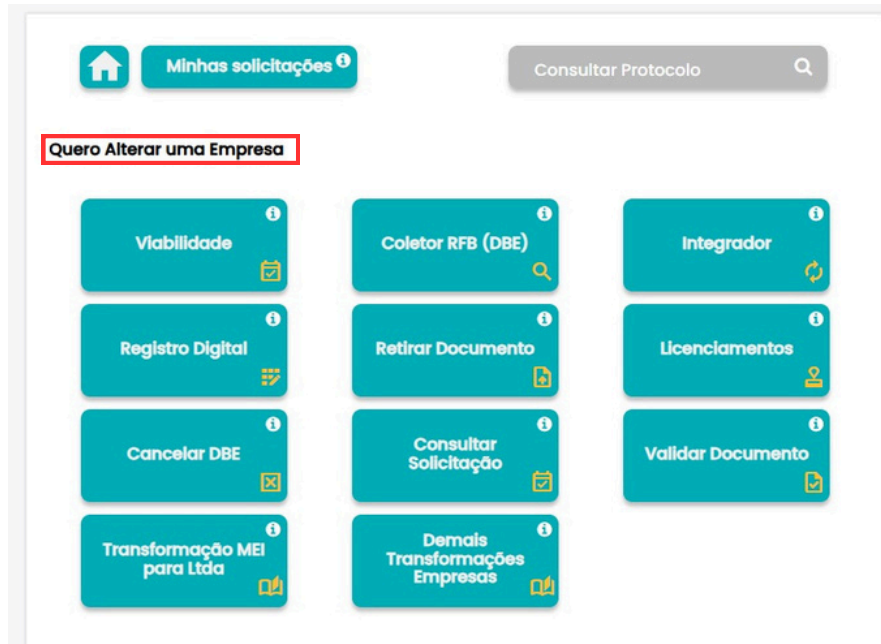 Minhas solicitações
Consultar Protocolo
Quero Alterar uma Empresa
Viabilidade
Coletor RFB (DBE)
Integrador
Registro Digital
Retirar Documento
Licenciamentos
Cancelar DBE
Consultar
Solicitação
Validar Documento
Transformação MEI
para Ltda
Demais
Transformações
Empresas